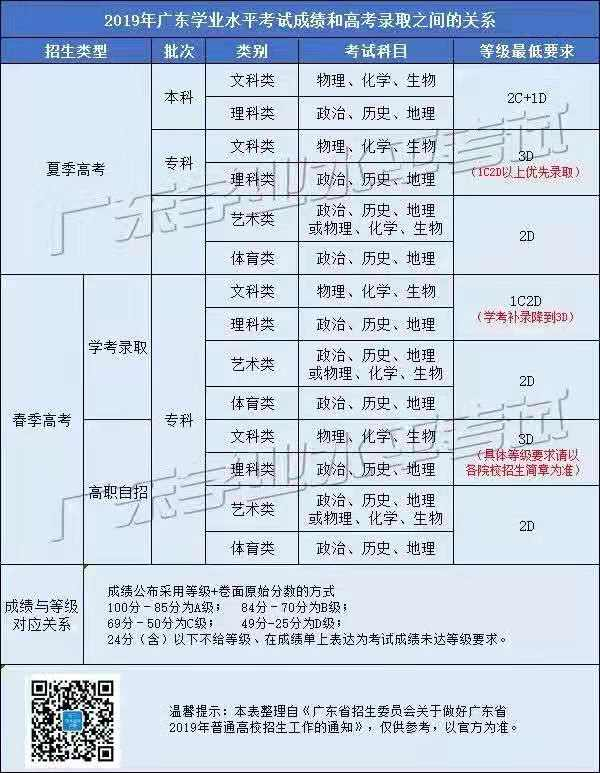 2019年广东学业水平考试成绩和高考录取之间的关系
招生类型 批次 类别 考试科目 等级最低要求
夏季高考
本科
文科类 物理、化学、生物
理科类 政治、历史、地理
2C+1D
专科
文科类 物理、化学、生物
理科类 政治、历史、地理
3D
（1C2D以上优先录取）
艺术类 政治、历史、地理
或物理、化学、生物
体育类 政治、历史、地理
2D
春季高考
学考录取
专科
文科类 物理、化学、生物
理科类 政治、历史、地理
1C2D
（学考补录降到3D）
艺术类 政治、历史、地理
或物理、化学、生物
体育类 政治、历史、地理
2D
高职自招
文科类 物理、化学、生物
理科类 政治、历史、地理
3D
（具体等级要求请以
各院校招生简章为准）
艺术类 政治、历史、地理
或物理、化学、生物
体育类 政治、历史、地理
2D
成绩与等级
对应关系
成绩公布采用等级+卷面原始分数的方式
100分－85分为A级； 84分－70分为B级；
69分－50分为C级； 49分-25分为D级；
24分（含）以下不给等级、在成绩单上表达为考试成绩未达等级要求。
温馨提示：本表整理自《广东省招生委员会关于做好广东省
2019年普通高校招生工作的通知》，仅供参考，以官方为准。
广东学业水平考试
广东学业水平考试